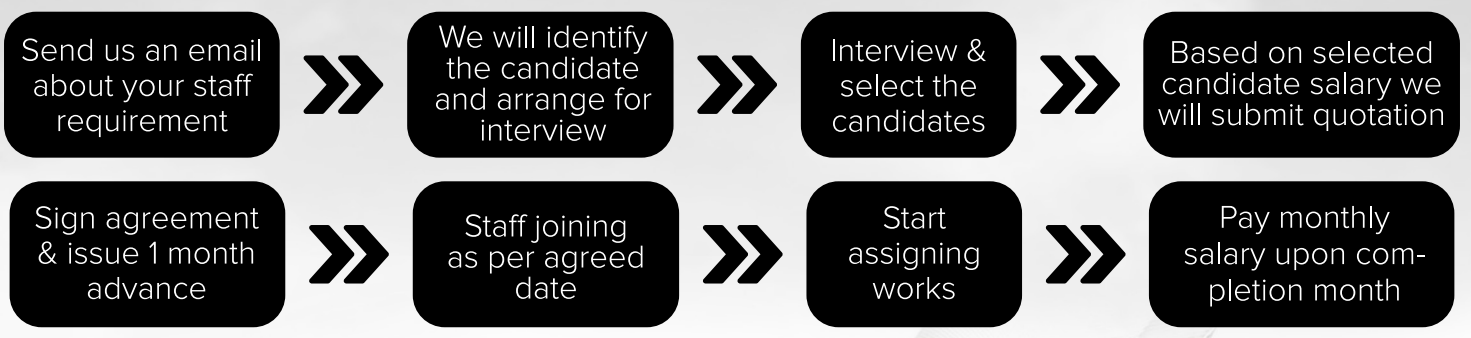 Send us an email
about your staff
requirement
We will identify
the candidate
and arrange for
interview
Interview &
select the
candidates
Based on selected
candidate salary we
will submit quotation
Sign agreement
& issue 1 month
advance
Staff joining
as per agreed
date
Start
assigning
works
Pay monthly
salary upon com-
pletion month